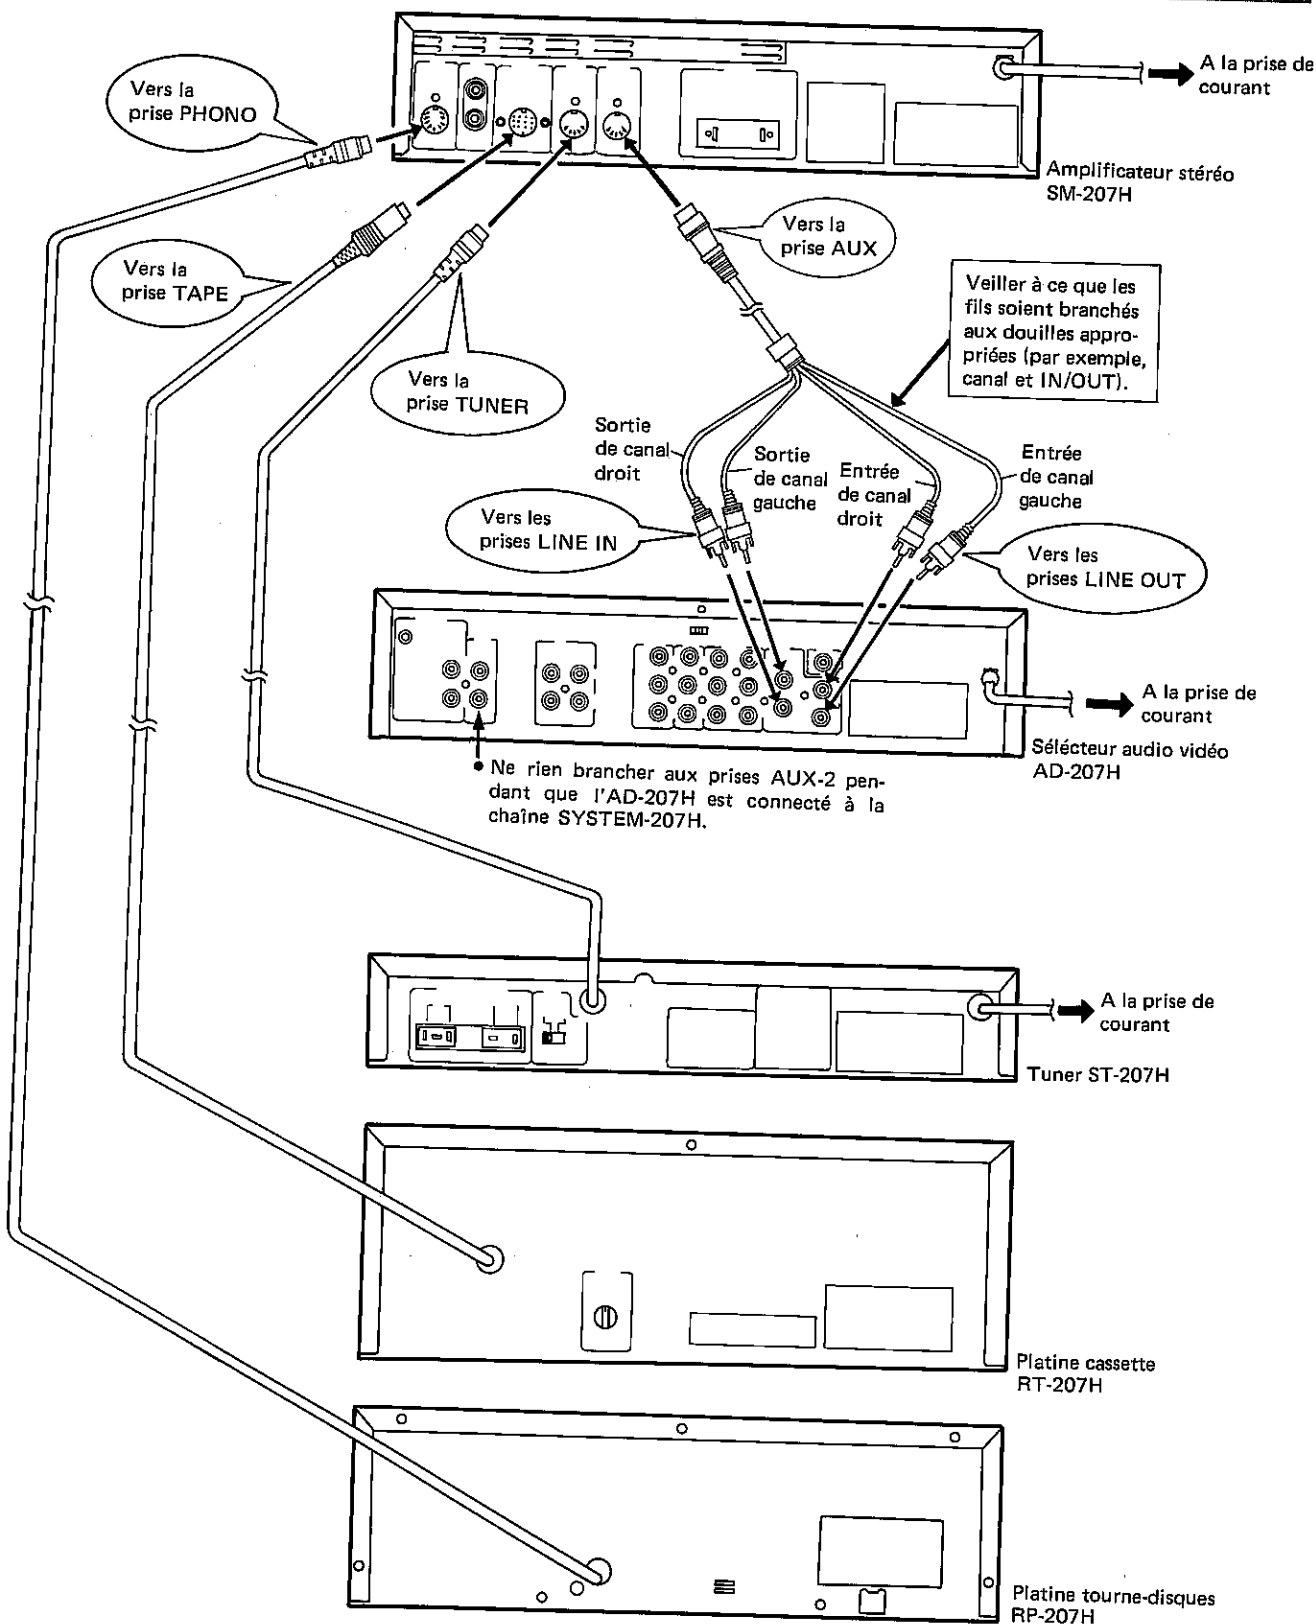 A la prise de
courant
Vers la
prise PHONO
Amplificateur stéréo
SM-207H
Vers la
prise AUX
Vers la
prise TAPE
Veiller à ce que les
fils soient branchés
aux douilles appro-
priées (par exemple,
canal et IN/OUT).
Vers la
prise TUNER
Sortie
de canal
droit
Sortie
de canal
gauche
Entrée
de canal
droit
Entrée
de canal
gauche
Vers les
prises LINE IN
Vers les
prises LINE OUT
A la prise de
courant
Sélécteur audio vidéo
AD-207H
● Ne rien brancher aux prises AUX-2 pen-
dant que l'AD-207H est connecté à la
chaîne SYSTEM-207H.
A la prise de
courant
Tuner ST-207H
Platine cassette
RT-207H
Platine tourne-disques
RP-207H